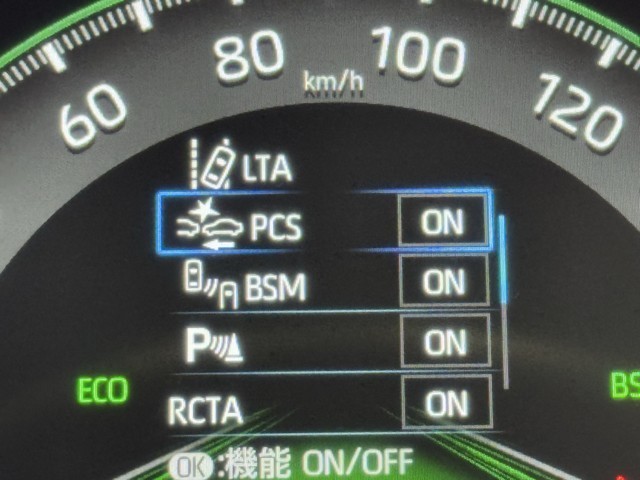 60 80 100 120
km/h
LTA
PCS ON
BSM ON
P ON
ECO
BS
RCTA ON
OK:機能 ON/OFF